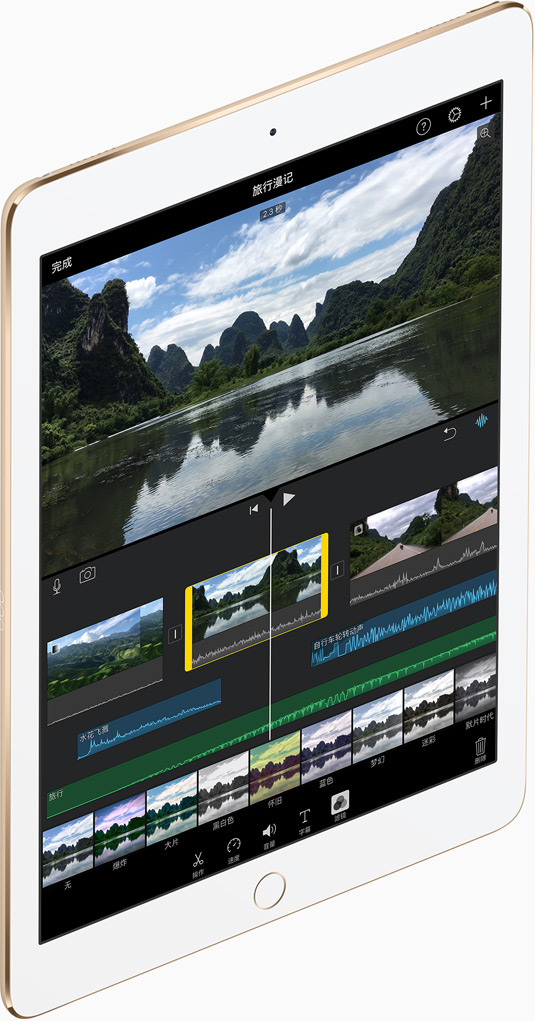 旅行漫记
完成
2.3 秒
自行车轮转动声
水花飞溅
旅行
无
爆炸
大片
黑白色
怀旧
蓝色
梦幻
迷彩
默片时代
操作
速度
音量
字幕
滤镜
删除